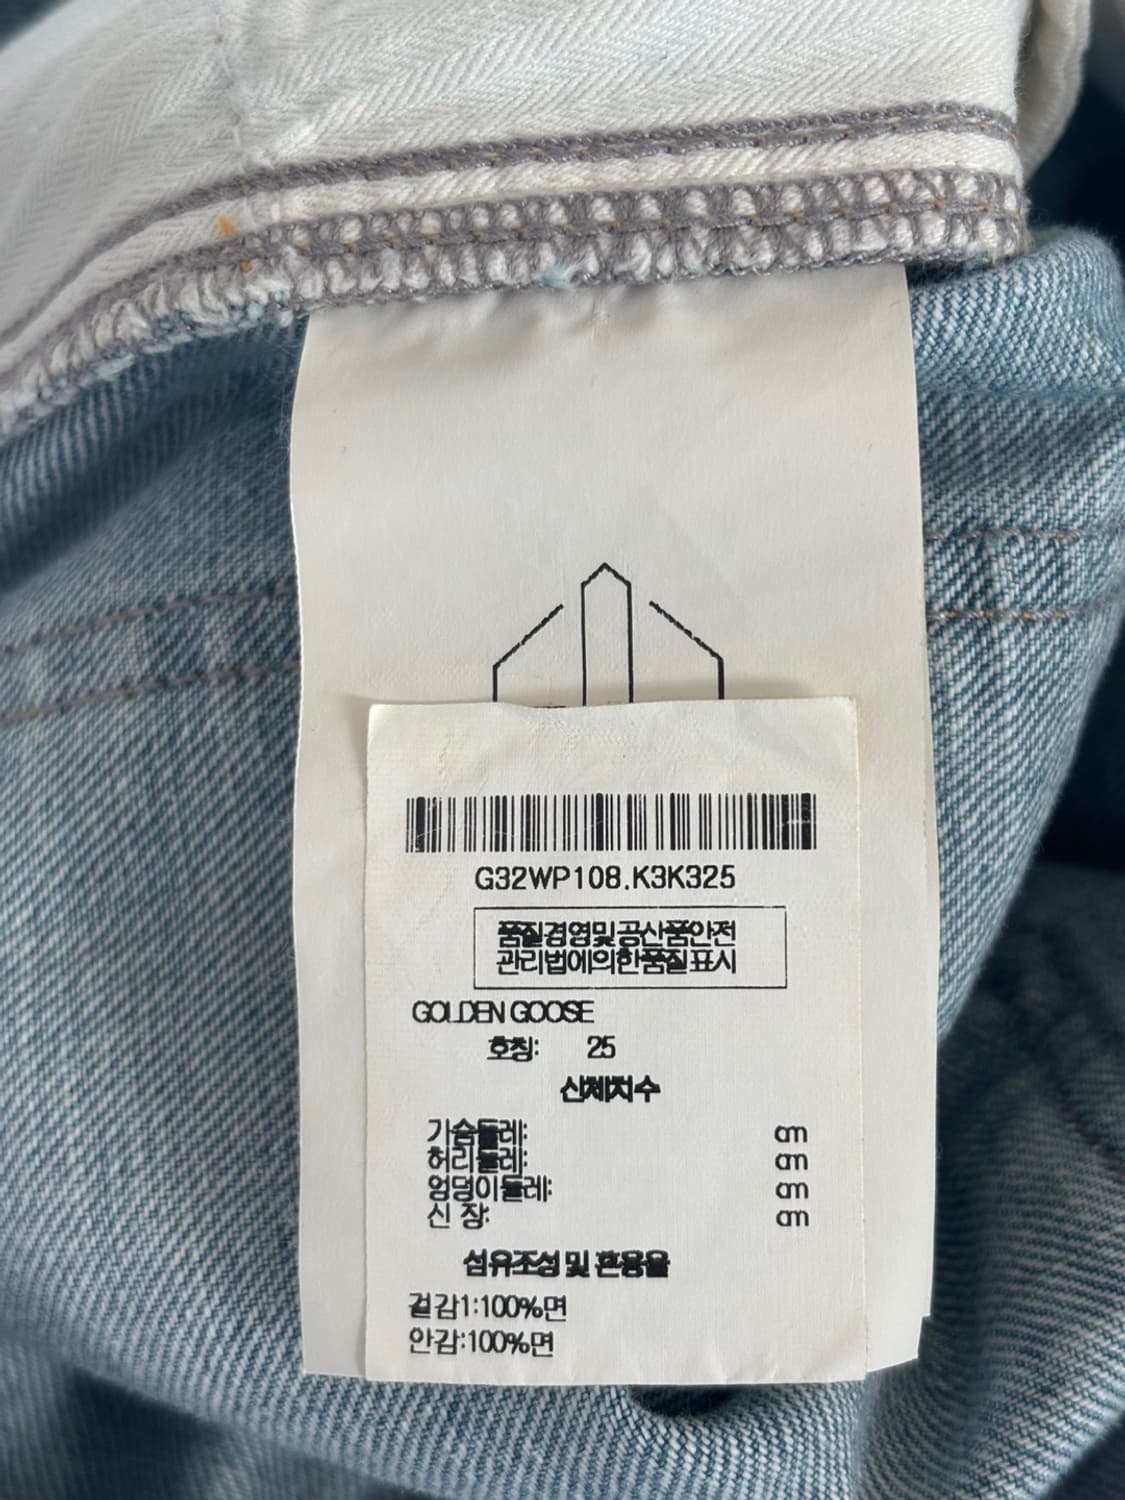 G32WP108.K3K325
품질경영및공산품안전
관리법에의한품질표시
GOLDEN GOOSE
호칭: 25
신체치수
가슴둘레: cm
허리둘레: cm
엉덩이둘레: cm
신 장: cm
섬유조성 및 혼용율
겉감1:100%면
안감:100%면